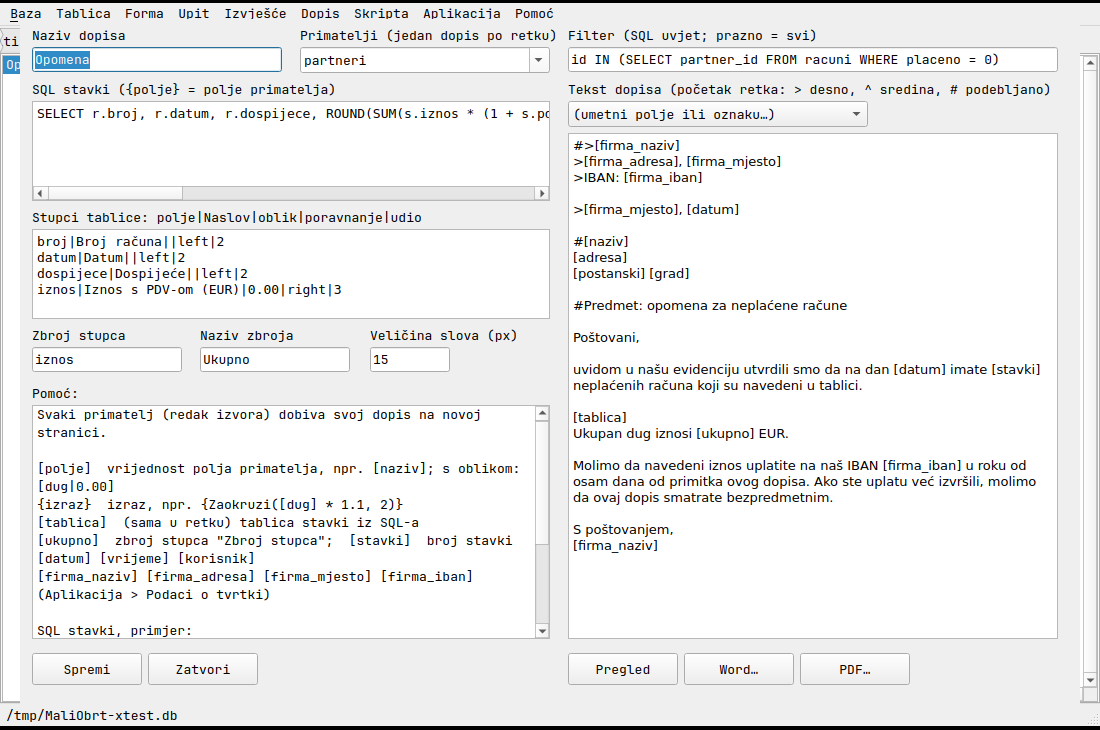 Baza Tablica Forma Upit Izvješće Dopis Skripta Aplikacija Pomoć
ti
Op
Naziv dopisa
Opomena
Primatelji (jedan dopis po retku)
partneri
Filter (SQL uvjet; prazno = svi)
id IN (SELECT partner_id FROM racuni WHERE placeno = 0)
SQL stavki ({polje} = polje primatelja)
SELECT r.broj, r.datum, r.dospijece, ROUND(SUM(s.iznos * (1 + s.po
Stupci tablice: polje|Naslov|oblik|poravnanje|udio
broj|Broj računa||left|2
datum|Datum||left|2
dospijece|Dospijeće||left|2
iznos|Iznos s PDV-om (EUR)|0.00|right|3
Zbroj stupca
iznos
Naziv zbroja
Ukupno
Veličina slova (px)
15
Pomoć:
Svaki primatelj (redak izvora) dobiva svoj dopis na novoj
stranici.
[polje]  vrijednost polja primatelja, npr. [naziv]; s oblikom:
[dug|0.00]
{izraz}  izraz, npr. {Zaokruzi([dug] * 1.1, 2)}
[tablica]  (sama u retku) tablica stavki iz SQL-a
[ukupno]  zbroj stupca "Zbroj stupca";  [stavki]  broj stavki
[datum] [vrijeme] [korisnik]
[firma_naziv] [firma_adresa] [firma_mjesto] [firma_iban]
(Aplikacija > Podaci o tvrtki)
SQL stavki, primjer:
Spremi
Zatvori
Tekst dopisa (početak retka: > desno, ^ sredina, # podebljano)
(umetni polje ili oznaku…)
#>[firma_naziv]
>[firma_adresa], [firma_mjesto]
>IBAN: [firma_iban]
>[firma_mjesto], [datum]
#[naziv]
[adresa]
[postanski] [grad]
#Predmet: opomena za neplaćene račune
Poštovani,
uvidom u našu evidenciju utvrdili smo da na dan [datum] imate [stavki]
neplaćenih računa koji su navedeni u tablici.
[tablica]
Ukupan dug iznosi [ukupno] EUR.
Molimo da navedeni iznos uplatite na naš IBAN [firma_iban] u roku od
osam dana od primitka ovog dopisa. Ako ste uplatu već izvršili, molimo
da ovaj dopis smatrate bezpredmetnim.
S poštovanjem,
[firma_naziv]
Pregled
Word…
PDF…
/tmp/MaliObrt-xtest.db